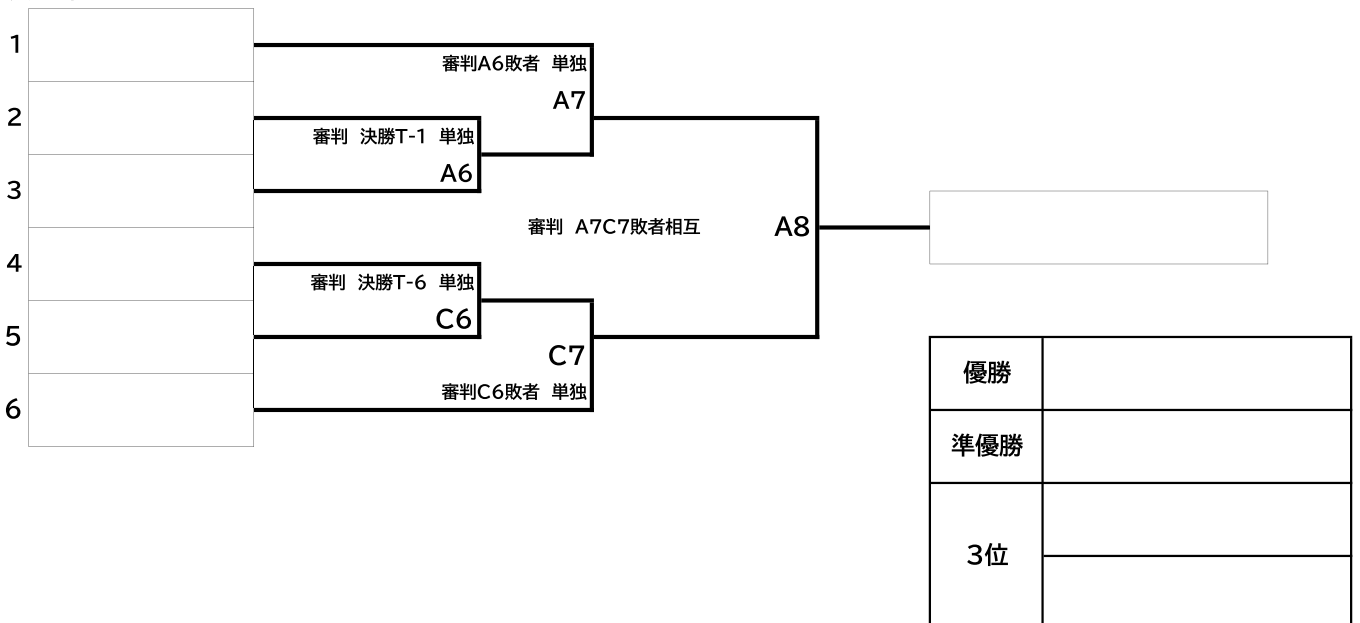 1
審判A6敗者 単独
A7
2
審判 決勝T-1 単独
A6
3
審判 A7C7敗者相互
A8
4
審判 決勝T-6 単独
C6
5
C7
審判C6敗者 単独
6
優勝
準優勝
3位